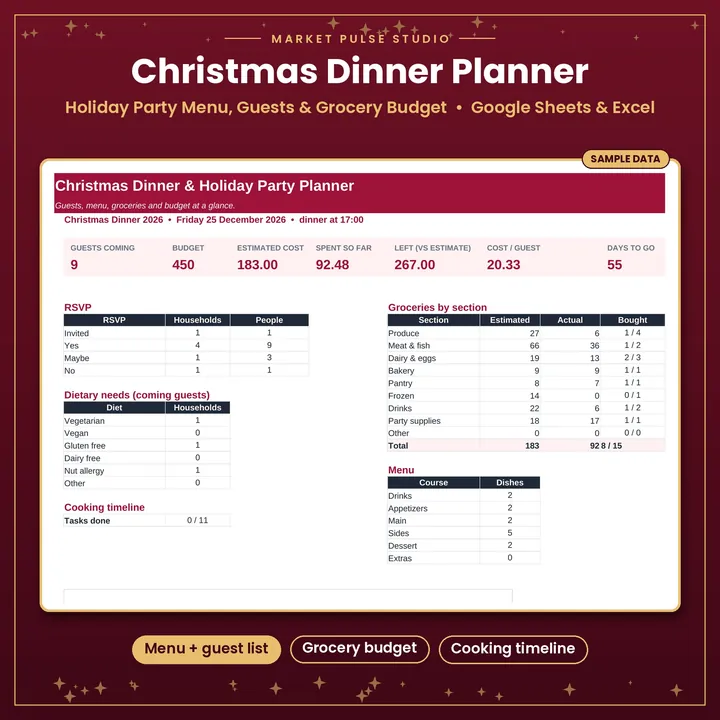 MARKET PULSE STUDIO
Christmas Dinner Planner
Holiday Party Menu, Guests & Grocery Budget • Google Sheets & Excel
SAMPLE DATA
Christmas Dinner & Holiday Party Planner
Guests, menu, groceries and budget at a glance.
Christmas Dinner 2026 • Friday 25 December 2026 • dinner at 17:00
GUESTS COMING BUDGET ESTIMATED COST SPENT SO FAR LEFT (VS ESTIMATE) COST / GUEST DAYS TO GO
9 450 183.00 92.48 267.00 20.33 55
RSVP
RSVP Households People
Invited 1 1
Yes 4 9
Maybe 1 3
No 1 1
Dietary needs (coming guests)
Diet Households
Vegetarian 1
Vegan 0
Gluten free 1
Dairy free 0
Nut allergy 1
Other 0
Cooking timeline
Tasks done 0 / 11
Groceries by section
Section Estimated Actual Bought
Produce 27 6 1 / 4
Meat & fish 66 36 1 / 2
Dairy & eggs 19 13 2 / 3
Bakery 9 9 1 / 1
Pantry 8 7 1 / 1
Frozen 14 0 0 / 1
Drinks 22 6 1 / 2
Party supplies 18 17 1 / 1
Other 0 0 0 / 0
Total 183 92 8 / 15
Menu
Course Dishes
Drinks 2
Appetizers 2
Main 2
Sides 5
Dessert 2
Extras 0
Menu + guest list
Grocery budget
Cooking timeline